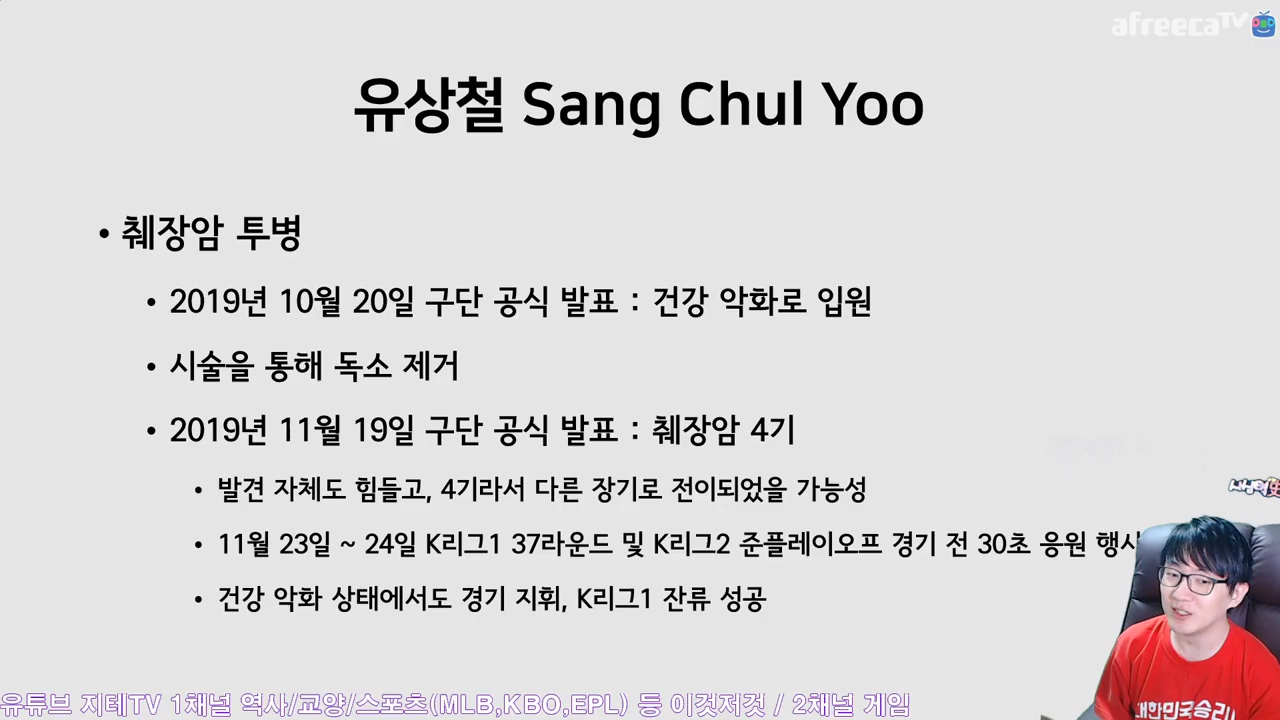 afreecaTV
유상철 Sang Chul Yoo
• 췌장암 투병
• 2019년 10월 20일 구단 공식 발표 : 건강 악화로 입원
• 시술을 통해 독소 제거
• 2019년 11월 19일 구단 공식 발표 : 췌장암 4기
• 발견 자체도 힘들고, 4기라서 다른 장기로 전이되었을 가능성
• 11월 23일 ~ 24일 K리그1 37라운드 및 K리그2 준플레이오프 경기 전 30초 응원 행사
• 건강 악화 상태에서도 경기 지휘, K리그1 잔류 성공
대한민국승리
유튜브 지테TV 1채널 역사/교양/스포츠(MLB,KBO,EPL) 등 이것저것 / 2채널 게임